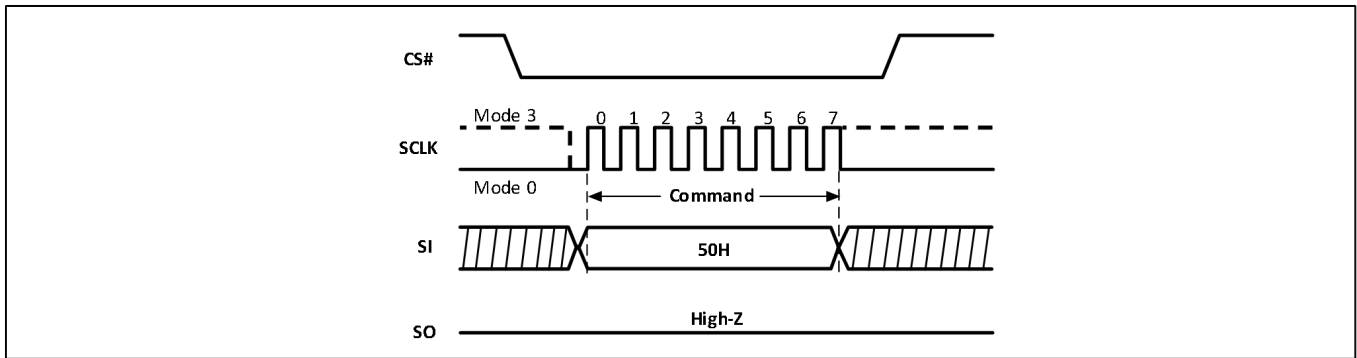 CS#
Mode 3
0 1 2 3 4 5 6 7
SCLK
Mode 0
Command
SI
50H
High-Z
SO